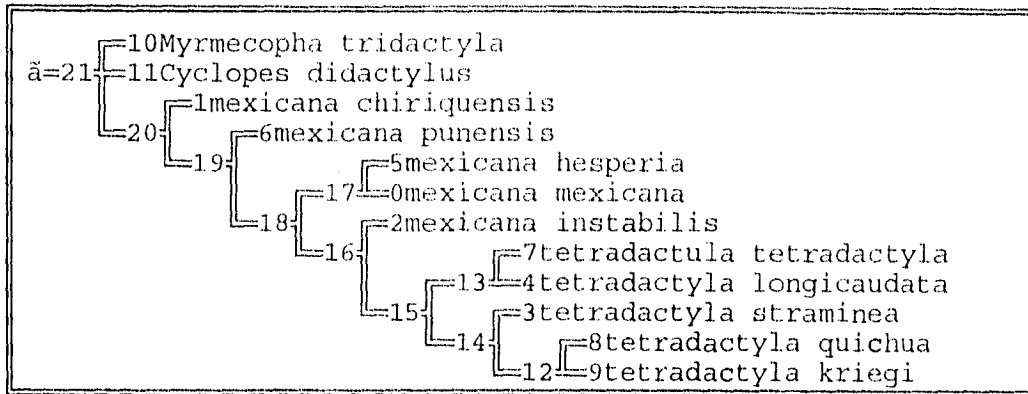 10Myrmecopha tridactyla
ã=21 11Cyclopes didactylus
1mexicana chiriquensis
20 6mexicana punensis
19 5mexicana hesperia
17 0mexicana mexicana
18 2mexicana instabilis
16 7tetradactula tetradactyla
13 4tetradactyla longicaudata
15 3tetradactyla straminea
14 8tetradactyla quichua
12 9tetradactyla kriegi